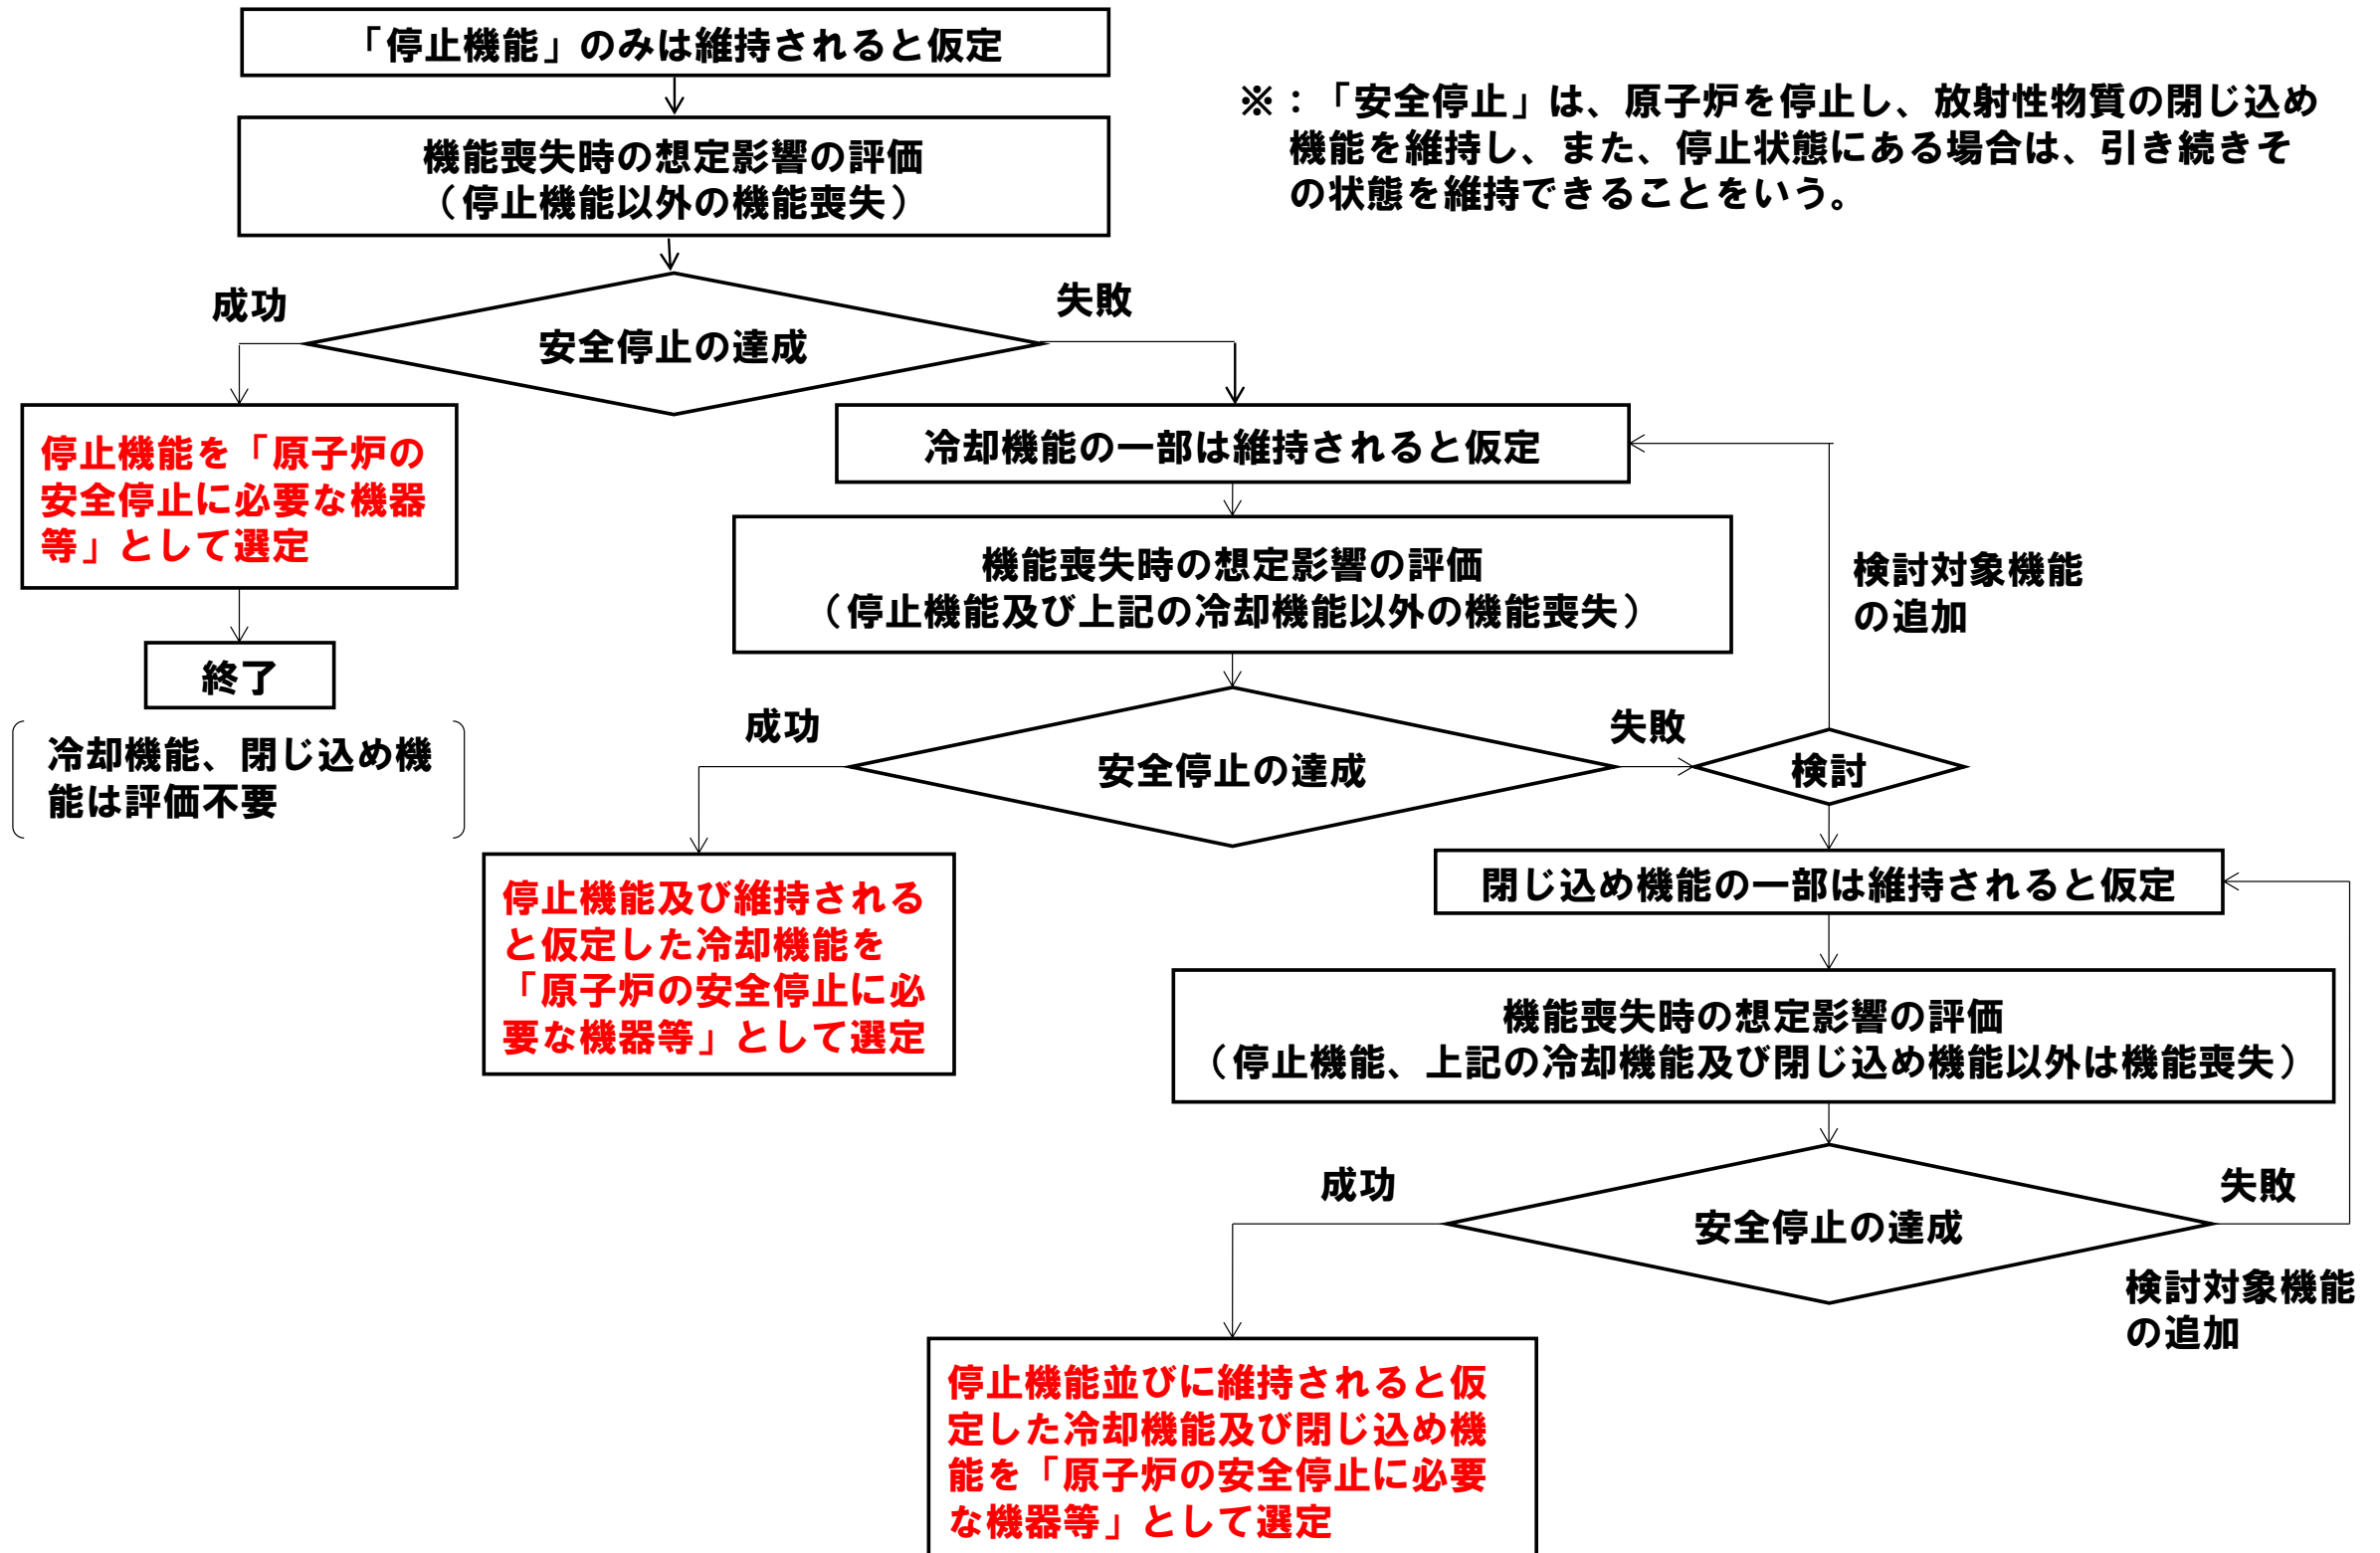 「停止機能」のみは維持されると仮定
※：「安全停止」は、原子炉を停止し、放射性物質の閉じ込め
機能を維持し、また、停止状態にある場合は、引き続きそ
の状態を維持できることをいう。
機能喪失時の想定影響の評価
（停止機能以外の機能喪失）
成功
安全停止の達成
失敗
停止機能を「原子炉の
安全停止に必要な機器
等」として選定
終了
冷却機能、閉じ込め機
能は評価不要
冷却機能の一部は維持されると仮定
機能喪失時の想定影響の評価
（停止機能及び上記の冷却機能以外の機能喪失）
検討対象機能
の追加
成功
安全停止の達成
失敗
検討
停止機能及び維持される
と仮定した冷却機能を
「原子炉の安全停止に必
要な機器等」として選定
閉じ込め機能の一部は維持されると仮定
機能喪失時の想定影響の評価
（停止機能、上記の冷却機能及び閉じ込め機能以外は機能喪失）
成功
安全停止の達成
失敗
検討対象機能
の追加
停止機能並びに維持されると仮
定した冷却機能及び閉じ込め機
能を「原子炉の安全停止に必要
な機器等」として選定